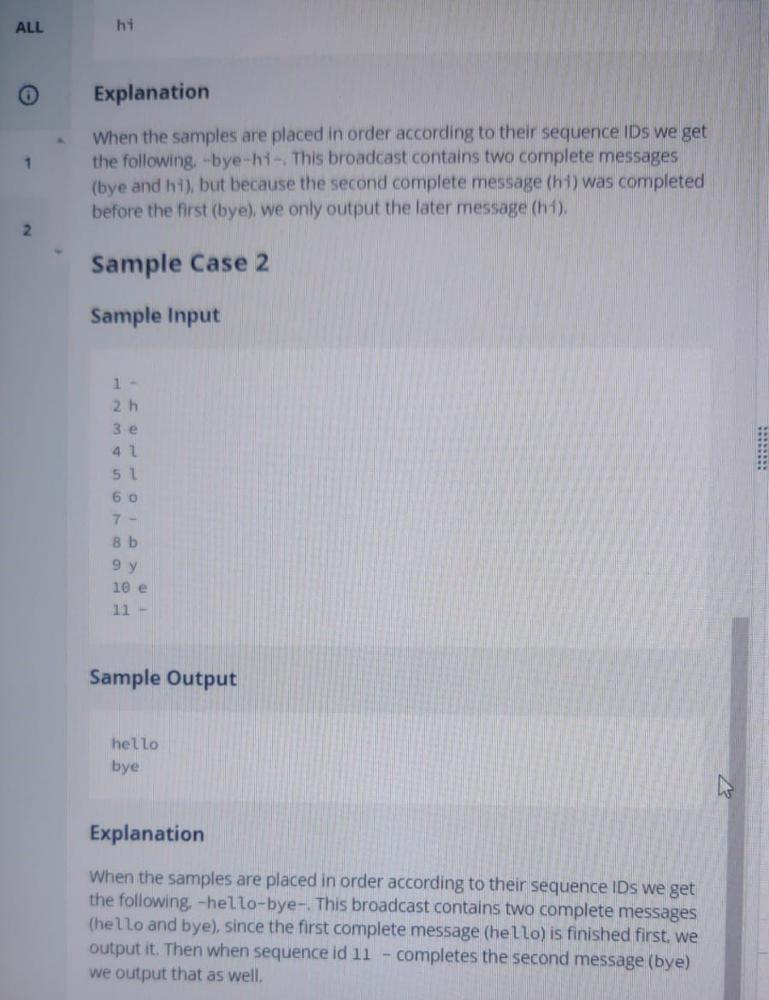 ALL
hi
Explanation
When the samples are placed in order according to their sequence IDs we get
the following, -bye-hi-. This broadcast contains two complete messages
(bye and hi), but because the second complete message (hi) was completed
before the first (bye), we only output the later message (hi).
1
2
Sample Case 2
Sample Input
1 -
2 h
3 e
4 l
5 l
6 o
7 -
8 b
9 y
10 e
11 -
Sample Output
hello
bye
Explanation
When the samples are placed in order according to their sequence IDs we get
the following, -hello-bye-. This broadcast contains two complete messages
(hello and bye), since the first complete message (hello) is finished first, we
output it. Then when sequence id 11 - completes the second message (bye)
we output that as well.